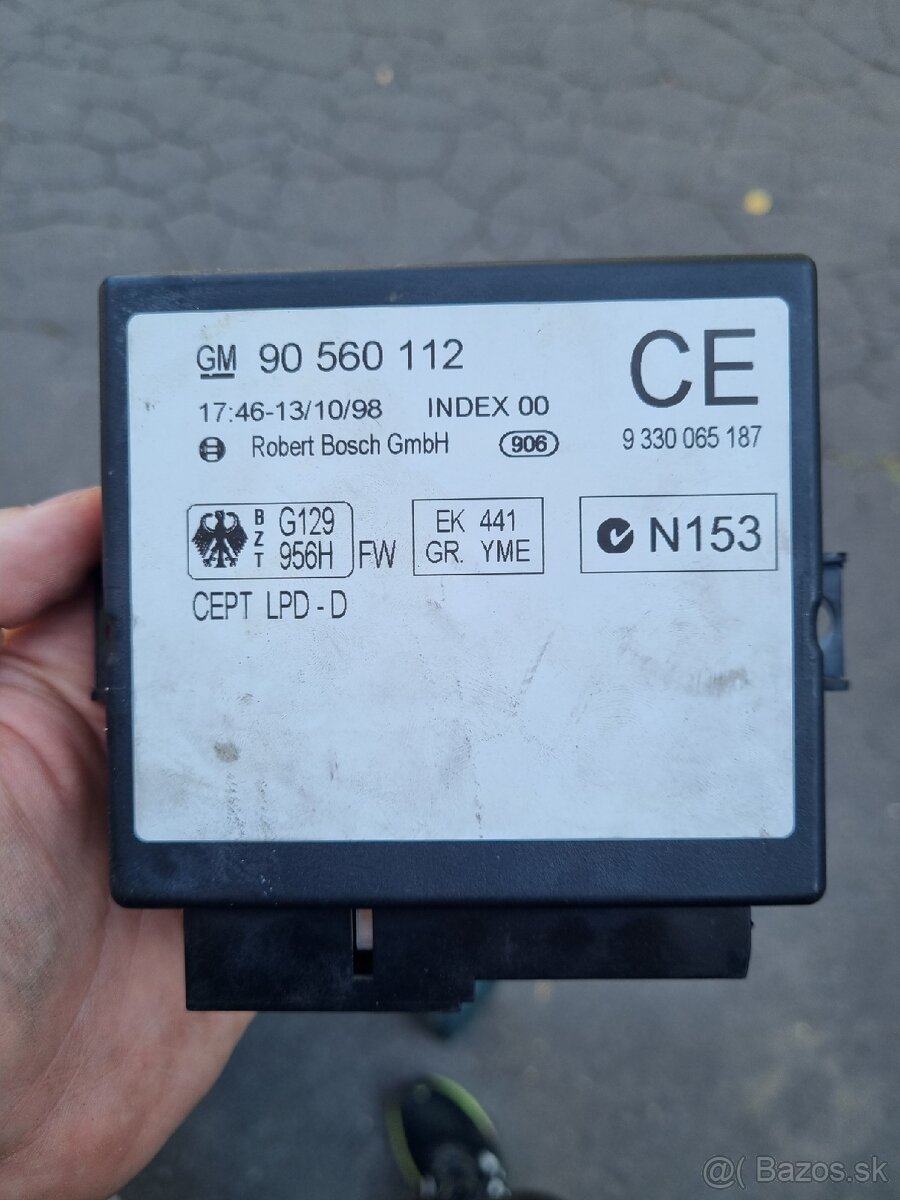 GM 90 560 112
CE
17:46-13/10/98 INDEX 00
Robert Bosch GmbH 906
9 330 065 187
BZT G129
956H FW
EK 441
GR. YME
N153
CEPT LPD - D
@( Bazos.sk